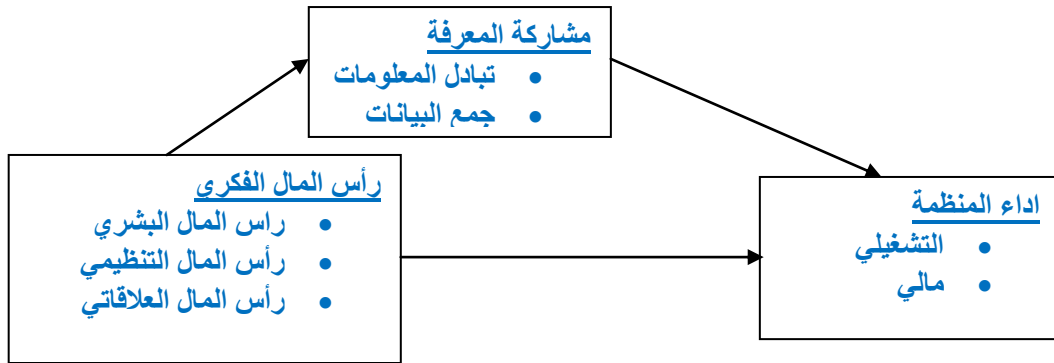 مشاركة المعرفة
• تبادل المعلومات
• جمع البيانات
رأس المال الفكري
• راس المال البشري
• رأس المال التنظيمي
• رأس المال العلاقاتي
اداء المنظمة
• التشغيلي
• مالي